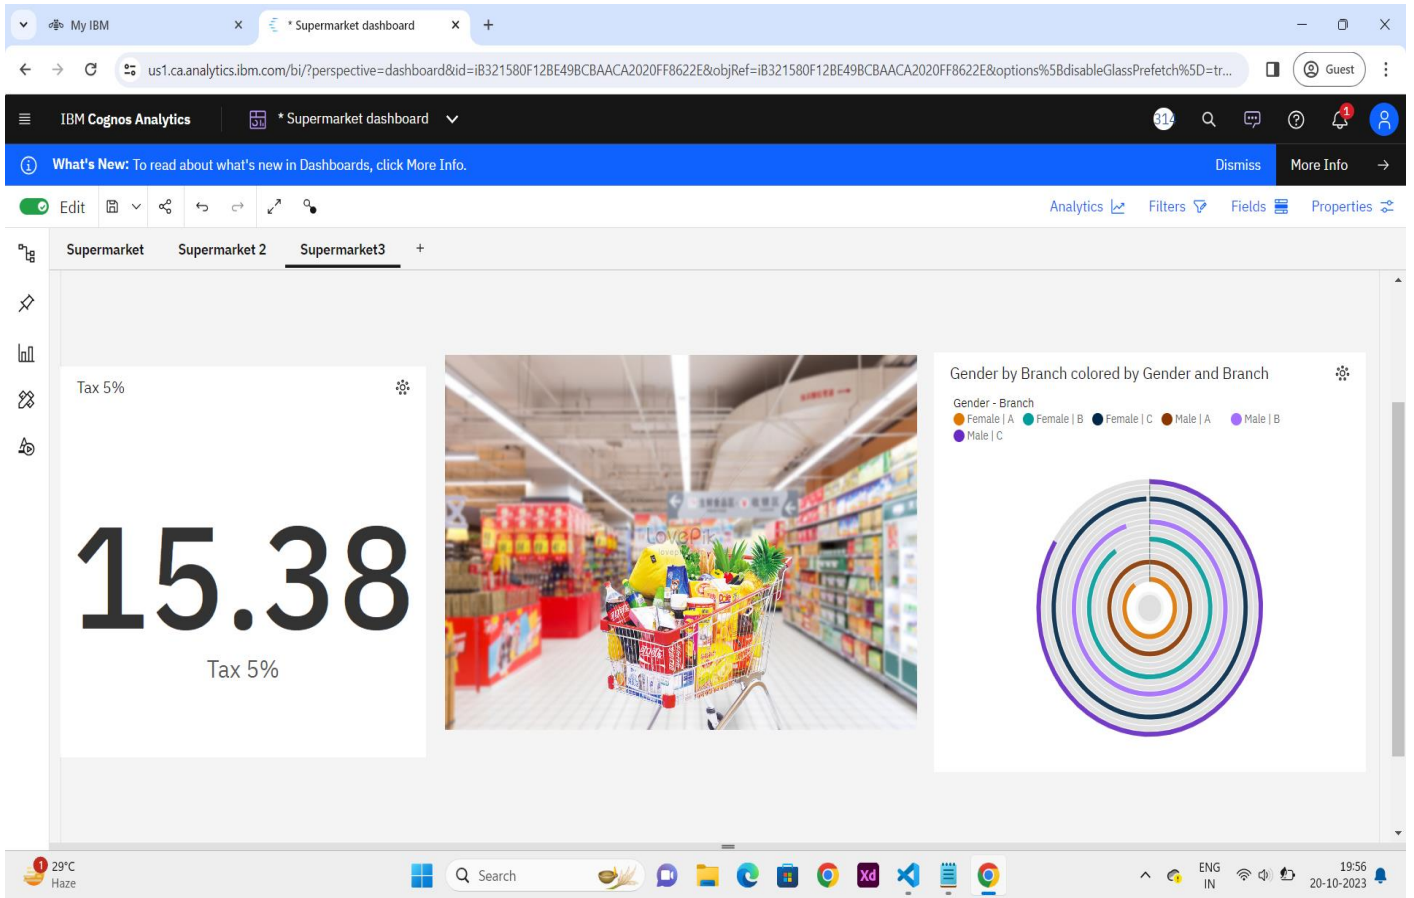 My IBM
* Supermarket dashboard
us1.ca.analytics.ibm.com/bi/?perspective=dashboard&id=iB321580F12BE49BCBAACA2020FF8622E&objRef=iB321580F12BE49BCBAACA2020FF8622E&options%5BdisableGlassPrefetch%5D=tr...
Guest
IBM Cognos Analytics
* Supermarket dashboard
314
1
What's New: To read about what's new in Dashboards, click More Info.
Dismiss
More Info
Edit
Analytics
Filters
Fields
Properties
Supermarket
Supermarket 2
Supermarket3
Tax 5%
15.38
Tax 5%
LovePik
Gender by Branch colored by Gender and Branch
Gender - Branch
Female | A Female | B Female | C Male | A Male | B
Male | C
1
29°C
Haze
Search
Xd
ENG
IN
19:56
20-10-2023